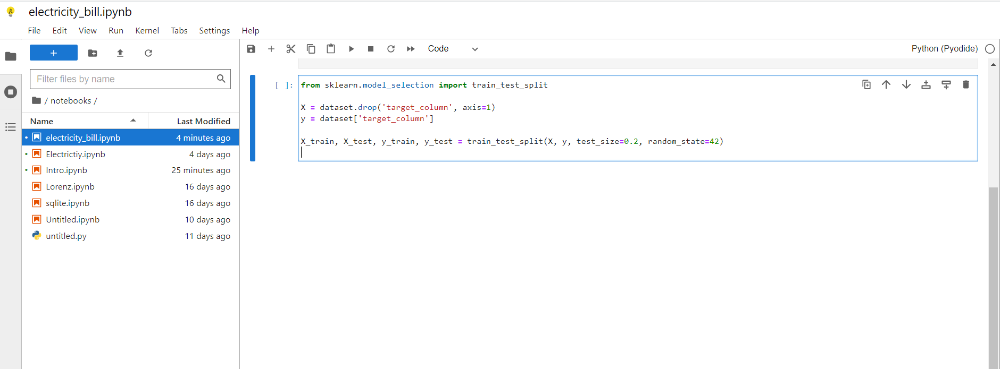 electricity_bill.ipynb
File Edit View Run Kernel Tabs Settings Help
Code
Python (Pyodide)
Filter files by name
/ notebooks /
Name Last Modified
electricity_bill.ipynb 4 minutes ago
Electrictiy.ipynb 4 days ago
Intro.ipynb 25 minutes ago
Lorenz.ipynb 16 days ago
sqlite.ipynb 16 days ago
Untitled.ipynb 10 days ago
untitled.py 11 days ago
[ ]: from sklearn.model_selection import train_test_split
X = dataset.drop('target_column', axis=1)
y = dataset['target_column']
X_train, X_test, y_train, y_test = train_test_split(X, y, test_size=0.2, random_state=42)